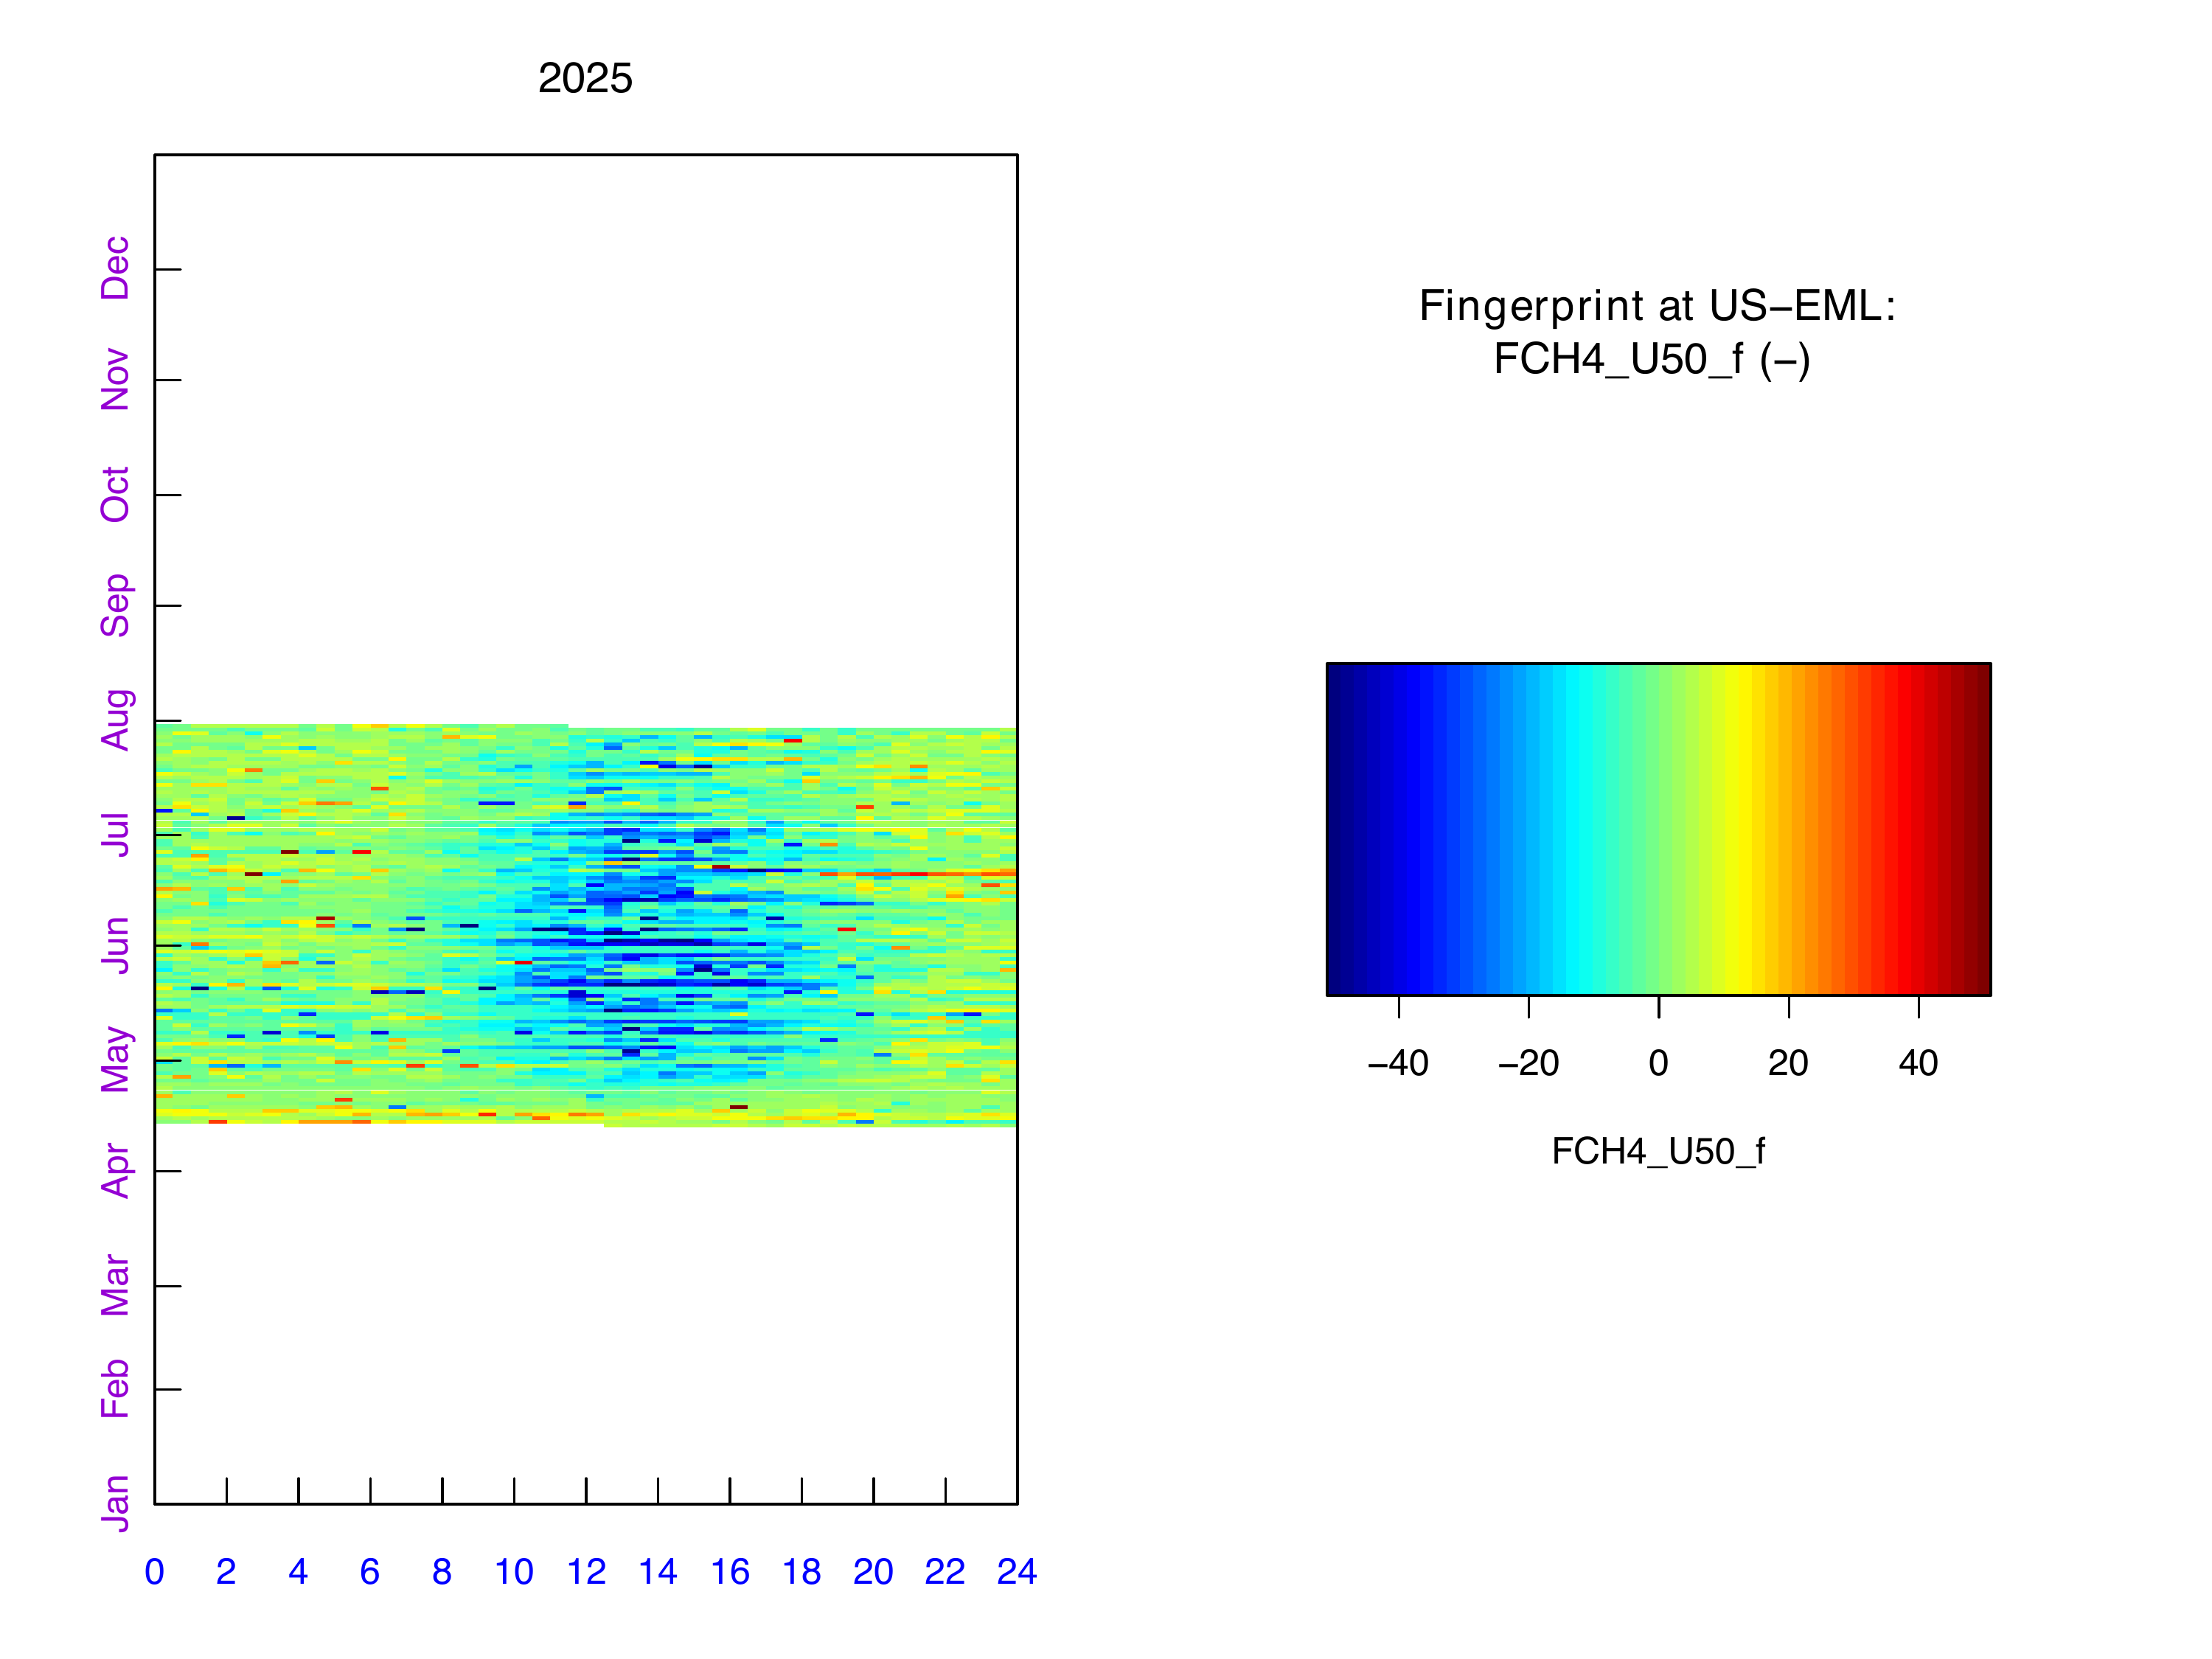 2025
Dec
Nov
Oct
Sep
Aug
Jul
Jun
May
Apr
Mar
Feb
Jan
0 2 4 6 8 10 12 14 16 18 20 22 24
Fingerprint at US−EML:
FCH4_U50_f (−)
−40 −20 0 20 40
FCH4_U50_f